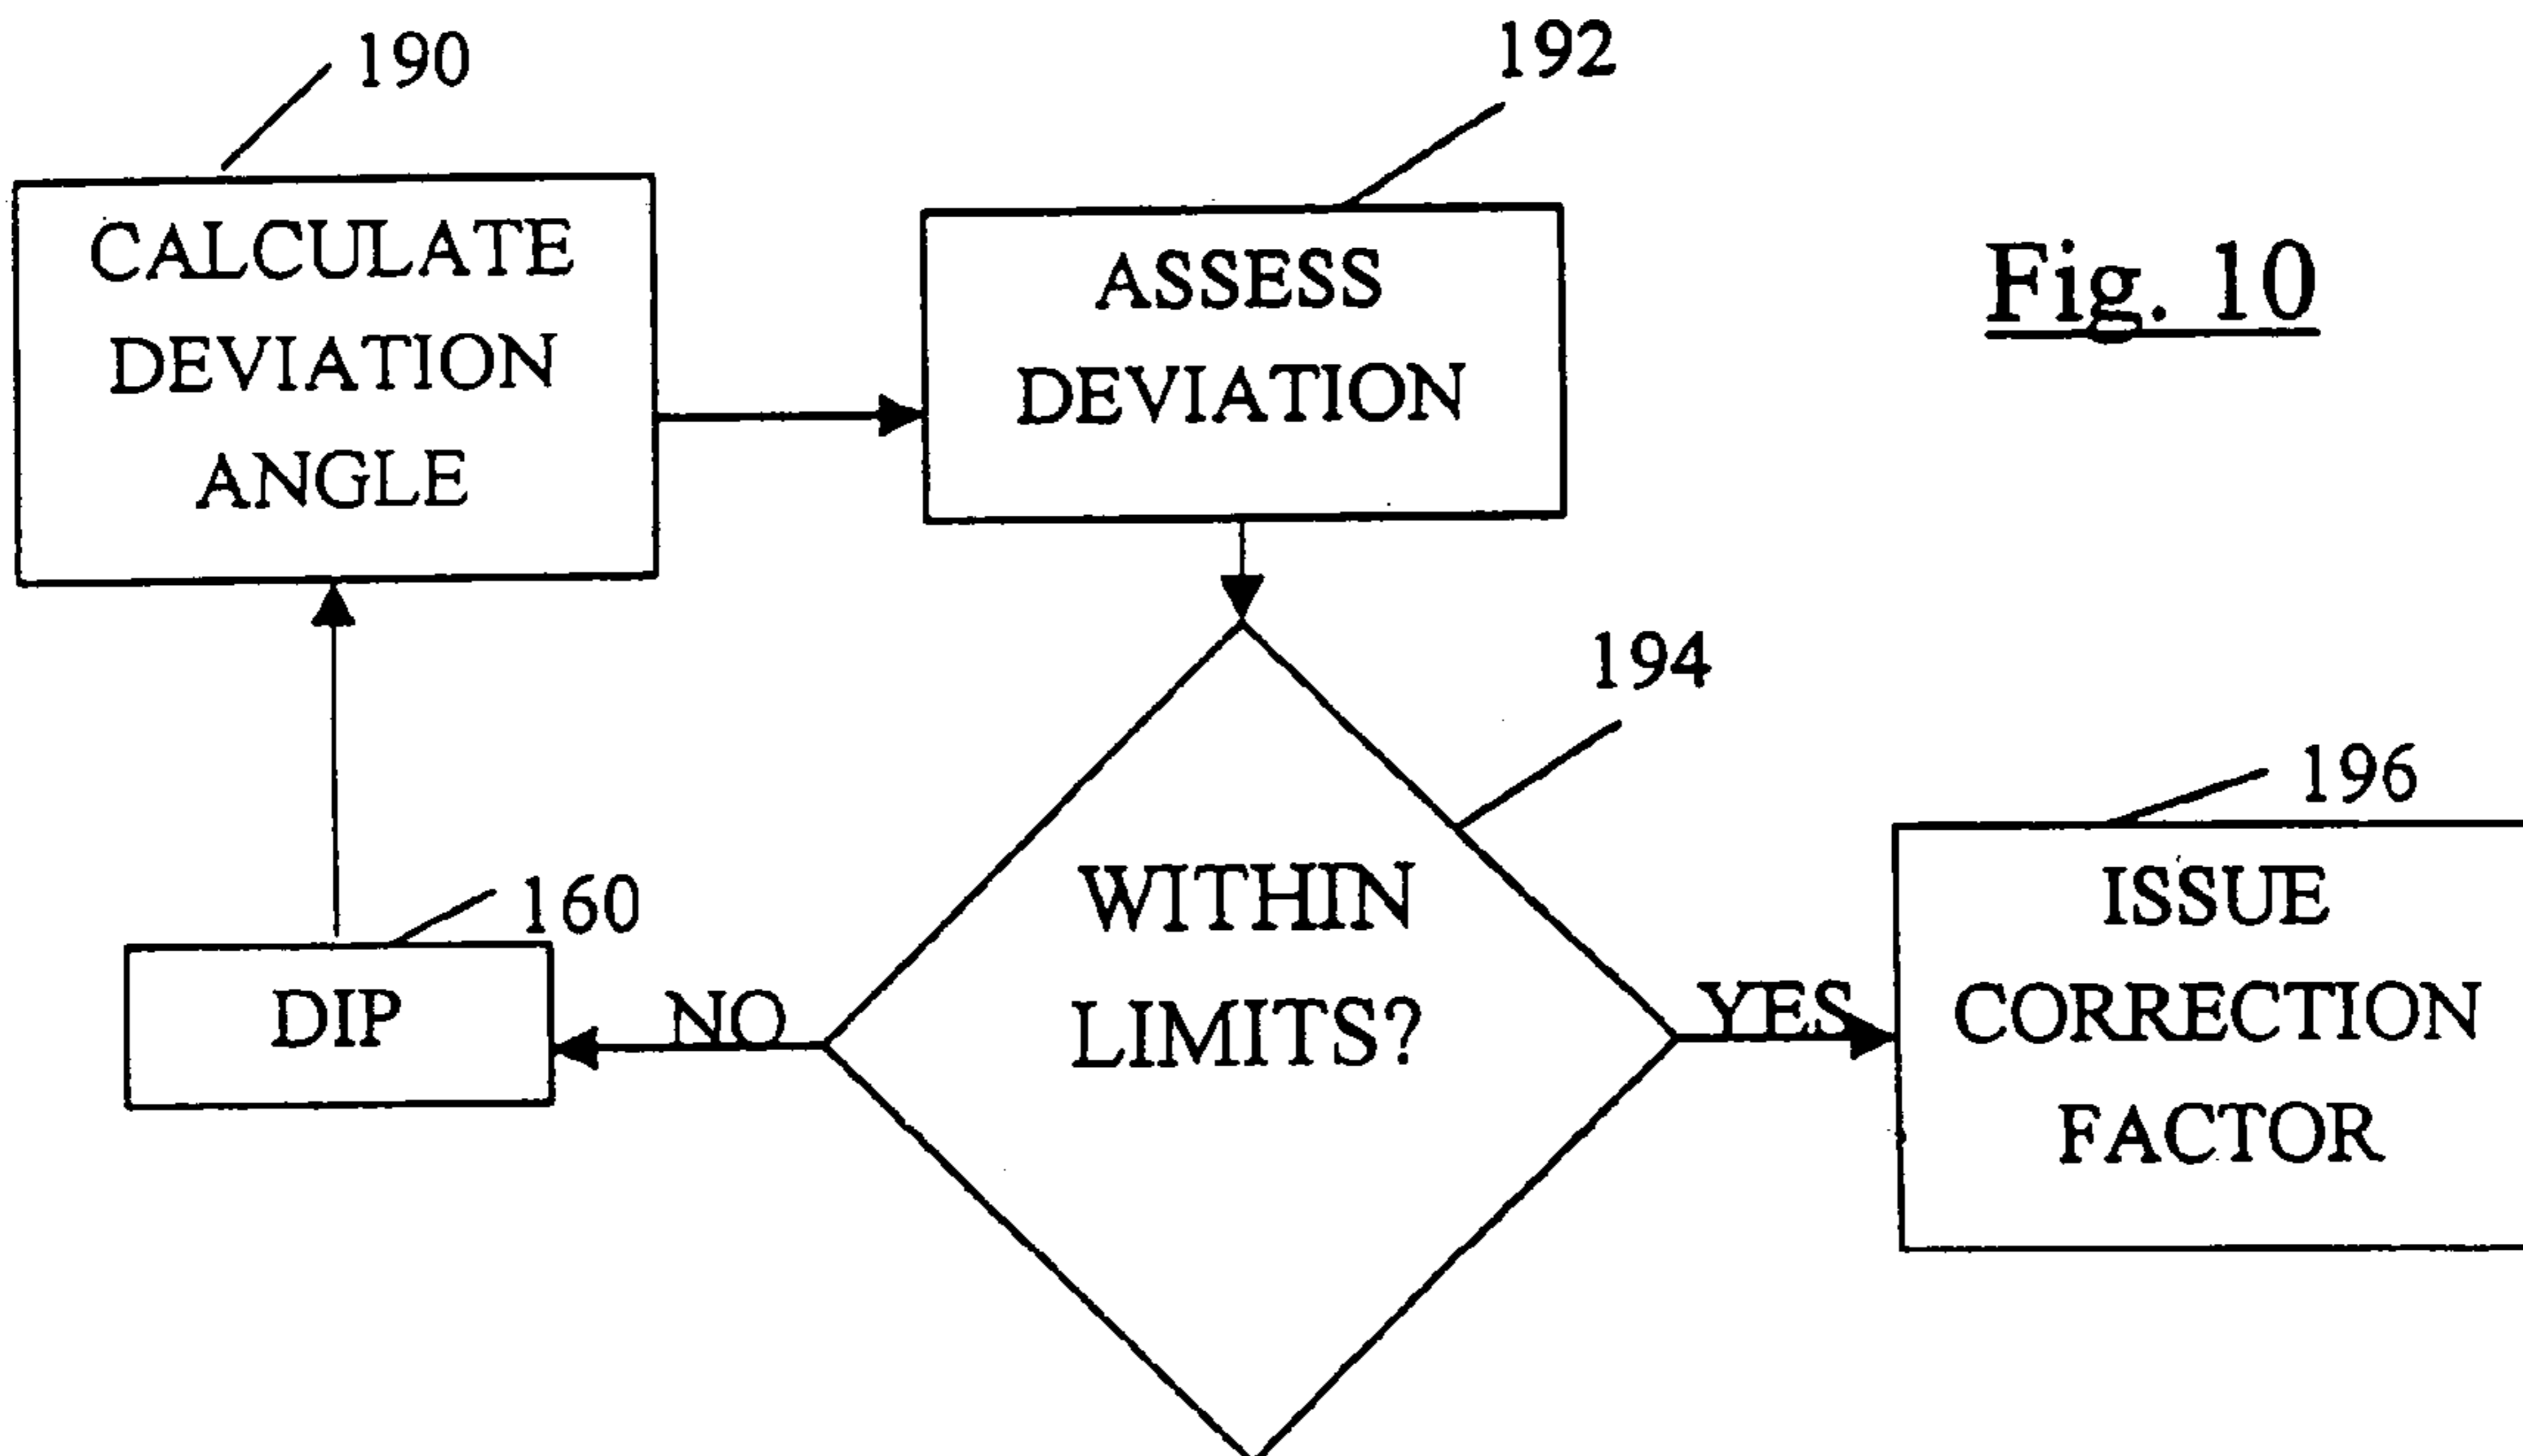 190
192
CALCULATE
DEVIATION
ANGLE
ASSESS
DEVIATION
Fig. 10
194
196
160
WITHIN
LIMITS?
ISSUE
CORRECTION
FACTOR
DIP
NO
YES